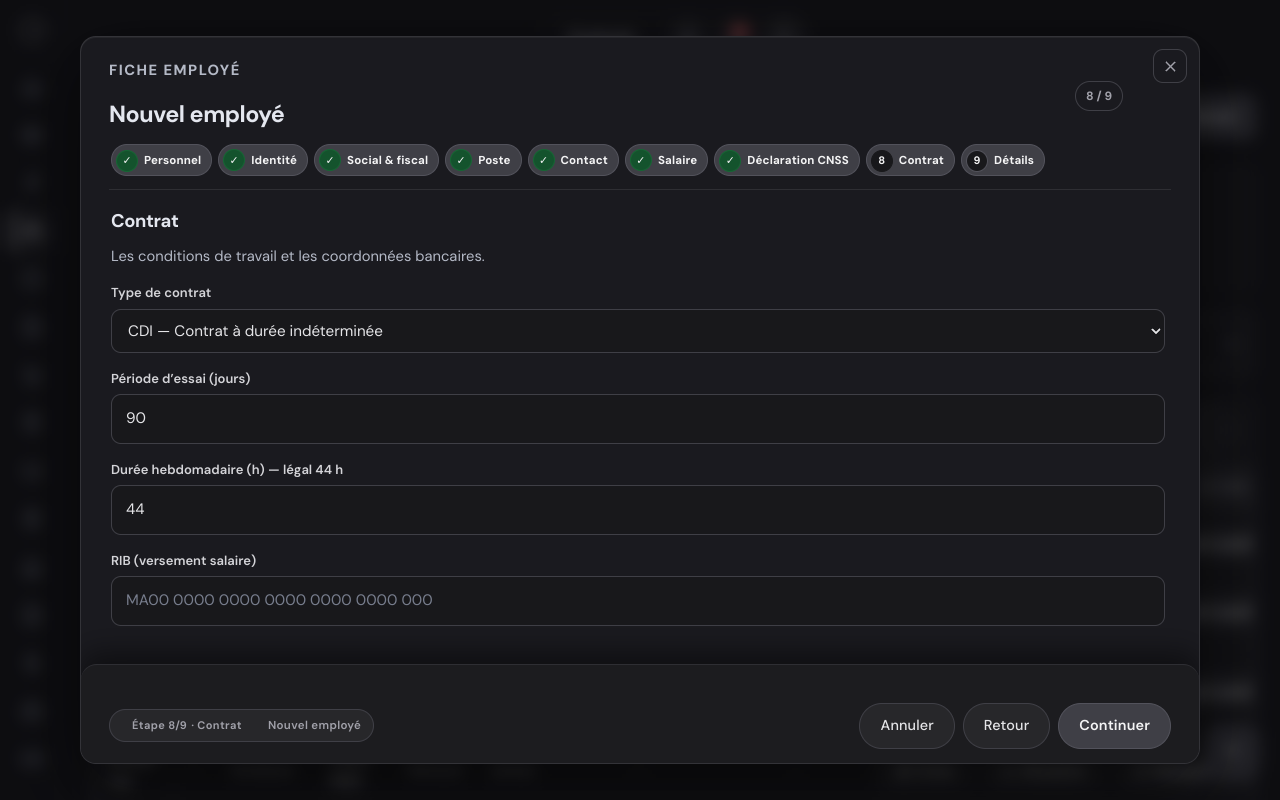 FICHE EMPLOYÉ
8 / 9
Nouvel employé
✓ Personnel ✓ Identité ✓ Social & fiscal ✓ Poste ✓ Contact ✓ Salaire ✓ Déclaration CNSS 8 Contrat 9 Détails
Contrat
Les conditions de travail et les coordonnées bancaires.
Type de contrat
CDI — Contrat à durée indéterminée
Période d’essai (jours)
90
Durée hebdomadaire (h) — légal 44 h
44
RIB (versement salaire)
MA00 0000 0000 0000 0000 0000 000
Étape 8/9 · Contrat Nouvel employé Annuler Retour Continuer